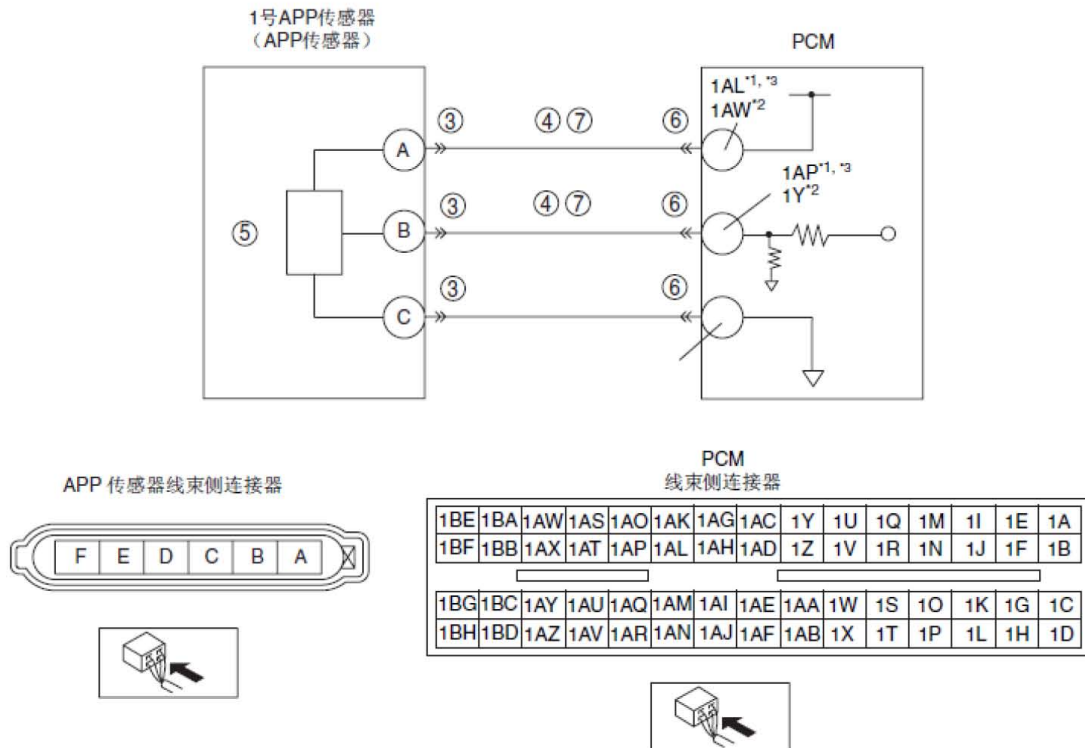 1号APP传感器
（APP传感器）
PCM
1AL*1, *3
1AW*2
③ ④ ⑦ ⑥
A
1AP*1, *3
1Y*2
③ ④ ⑦ ⑥
⑤
B
③ ⑥
C
APP 传感器线束侧连接器
F E D C B A
PCM
线束侧连接器
1BE 1BA 1AW 1AS 1AO 1AK 1AG 1AC 1Y 1U 1Q 1M 1I 1E 1A
1BF 1BB 1AX 1AT 1AP 1AL 1AH 1AD 1Z 1V 1R 1N 1J 1F 1B
1BG 1BC 1AY 1AU 1AQ 1AM 1AI 1AE 1AA 1W 1S 1O 1K 1G 1C
1BH 1BD 1AZ 1AV 1AR 1AN 1AJ 1AF 1AB 1X 1T 1P 1L 1H 1D